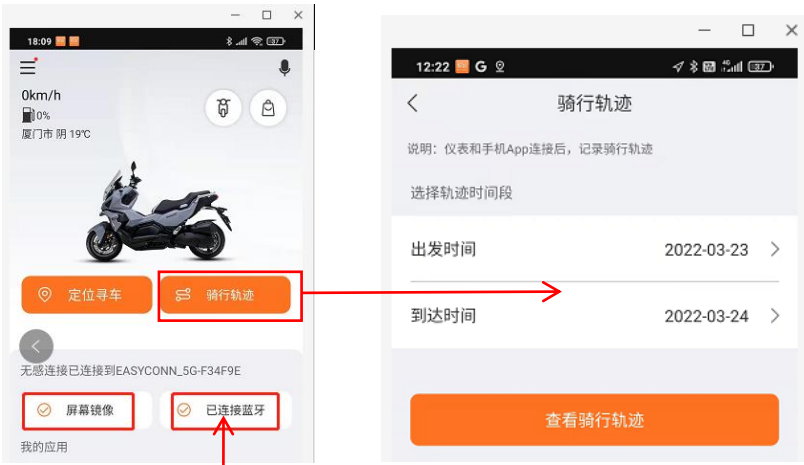 18:09
37
0km/h
0%
厦门市 阴 19℃
定位寻车
骑行轨迹
无感连接已连接到EASYCONN_5G-F34F9E
屏幕镜像
已连接蓝牙
我的应用
12:22
G
4G
37
骑行轨迹
说明：仪表和手机App连接后，记录骑行轨迹
选择轨迹时间段
出发时间 2022-03-23
到达时间 2022-03-24
查看骑行轨迹